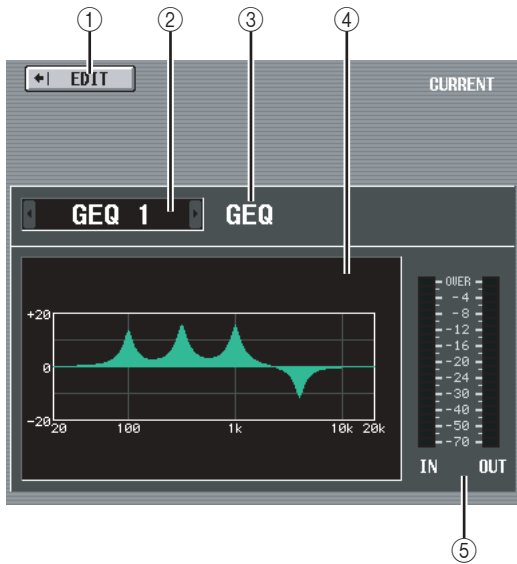 ① ② ③ ④
EDIT
CURRENT
GEQ 1 GEQ
+20
0
-20
20 100 1k 10k 20k
OVER
-4
-8
-12
-16
-20
-24
-30
-40
-50
-70
IN OUT
⑤